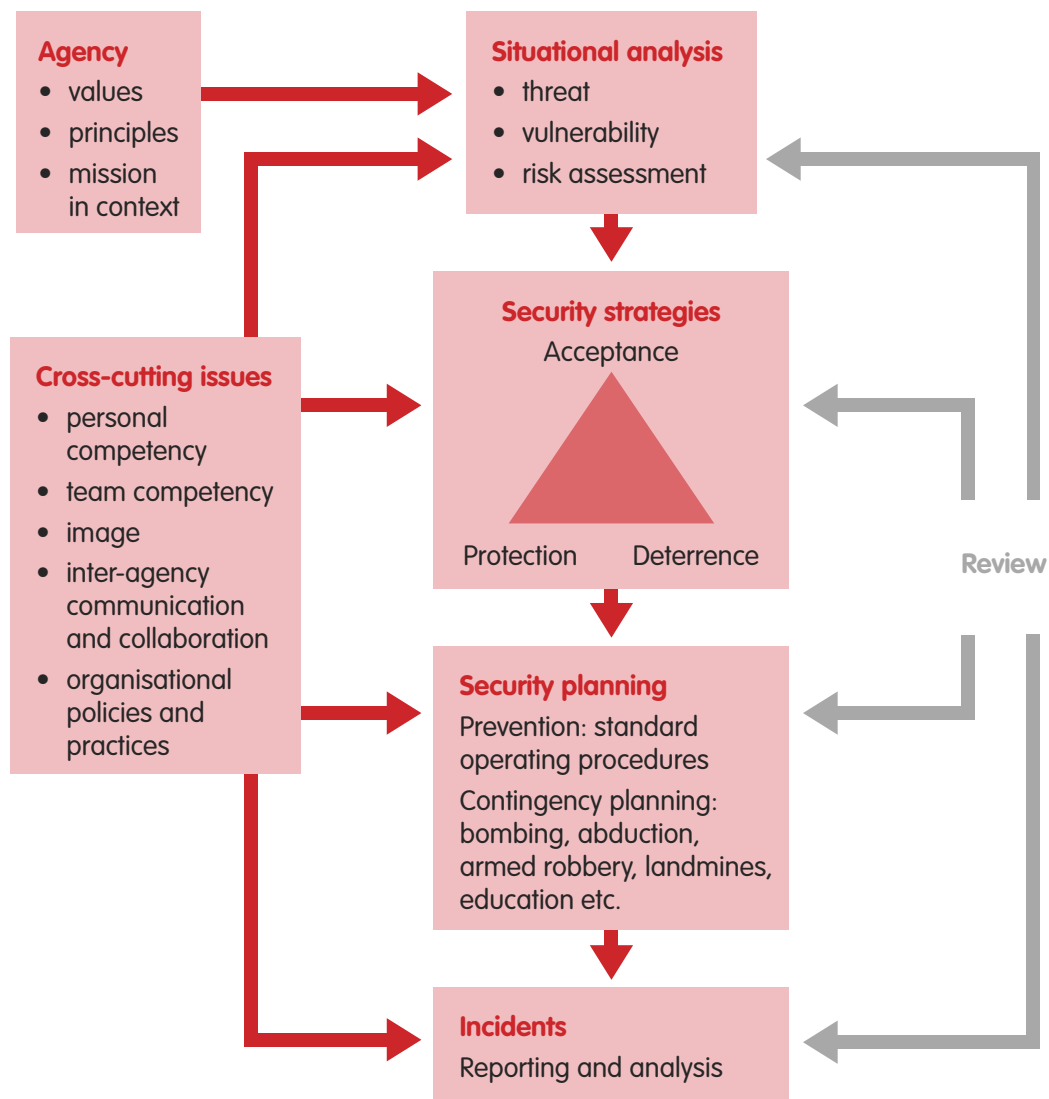 Agency
• values
• principles
• mission
in context
Situational analysis
• threat
• vulnerability
• risk assessment
Cross-cutting issues
• personal
competency
• team competency
• image
• inter-agency
communication
and collaboration
• organisational
policies and
practices
Security strategies
Acceptance
Protection
Deterrence
Review
Security planning
Prevention: standard
operating procedures
Contingency planning:
bombing, abduction,
armed robbery, landmines,
education etc.
Incidents
Reporting and analysis